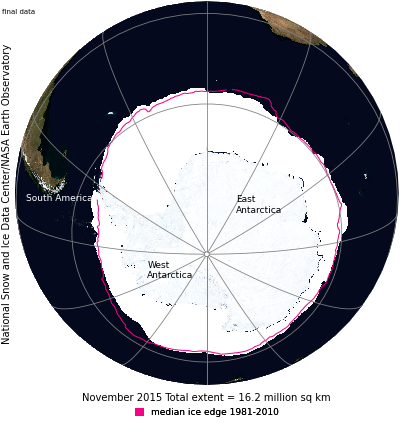 final data
National Snow and Ice Data Center/NASA Earth Observatory
South America
East
Antarctica
West
Antarctica
November 2015 Total extent = 16.2 million sq km
median ice edge 1981-2010